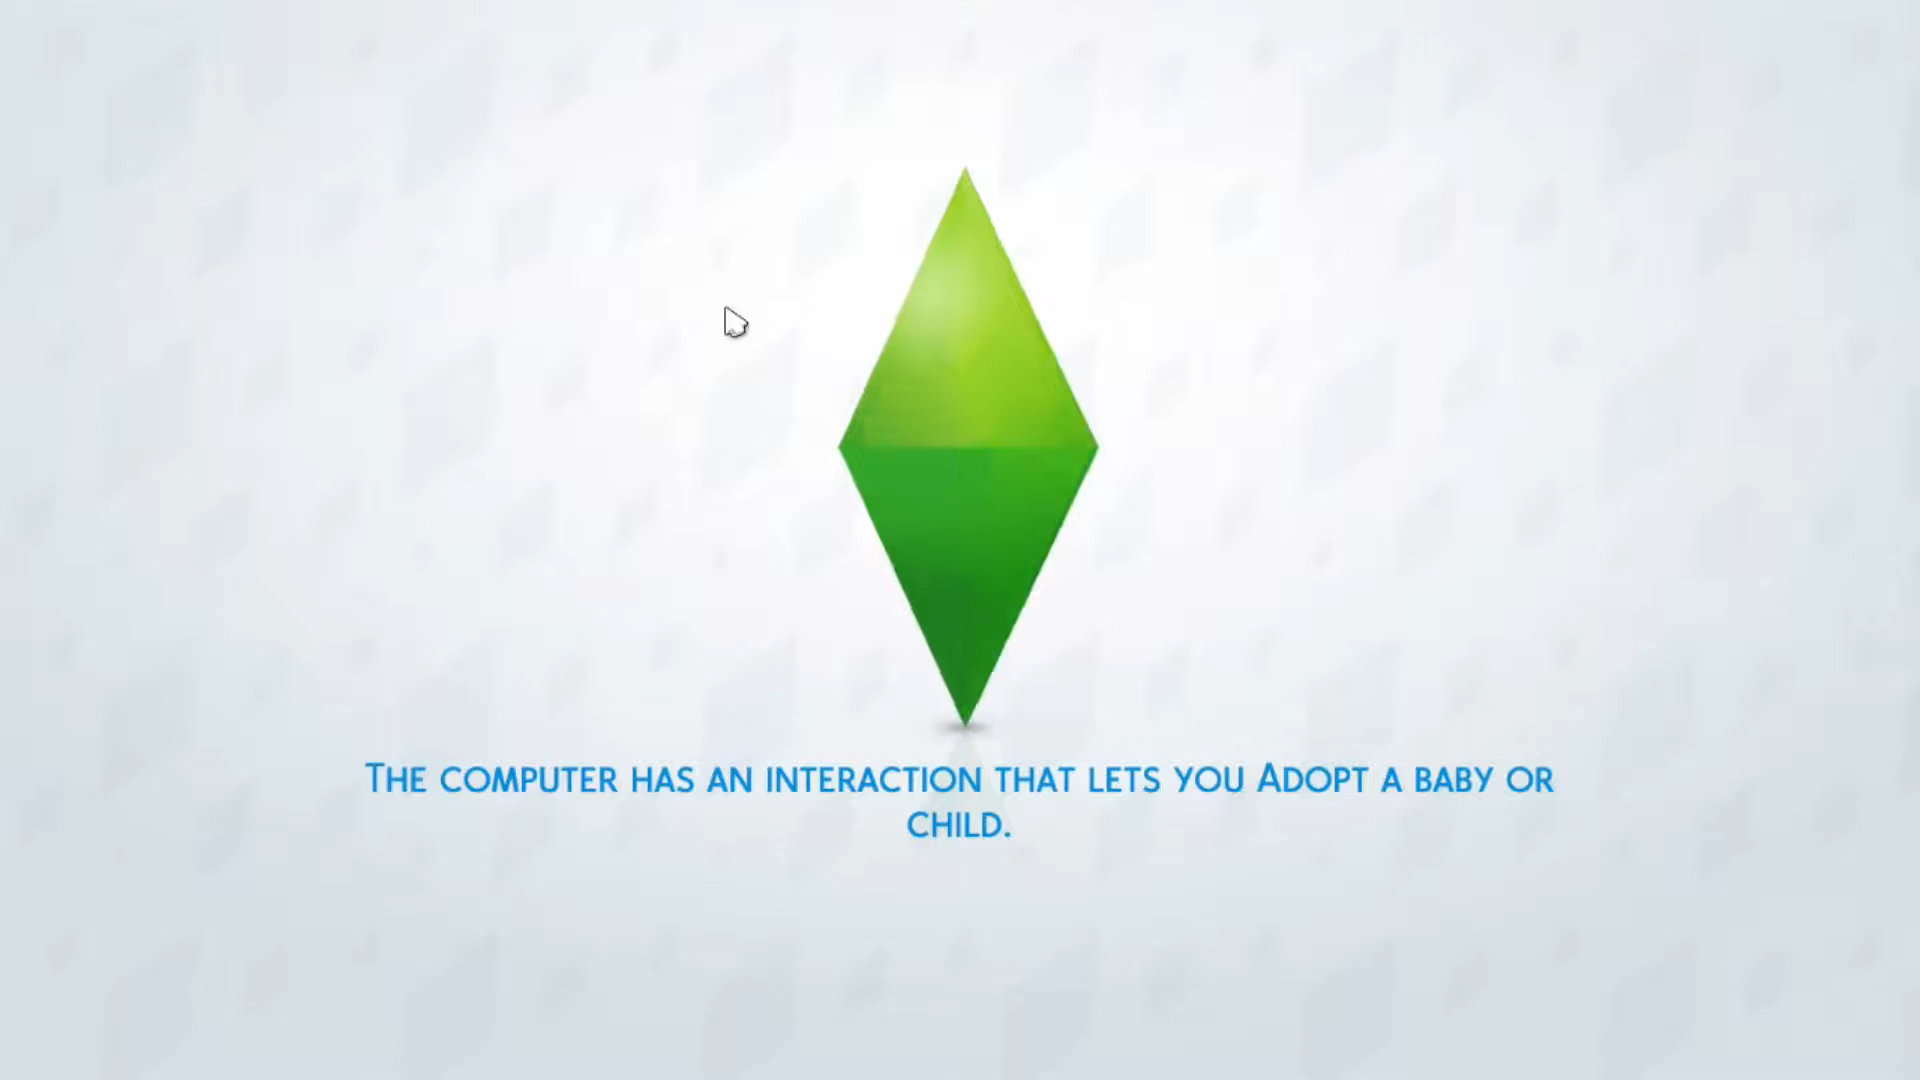 The computer has an interaction that lets you Adopt a baby or
child.